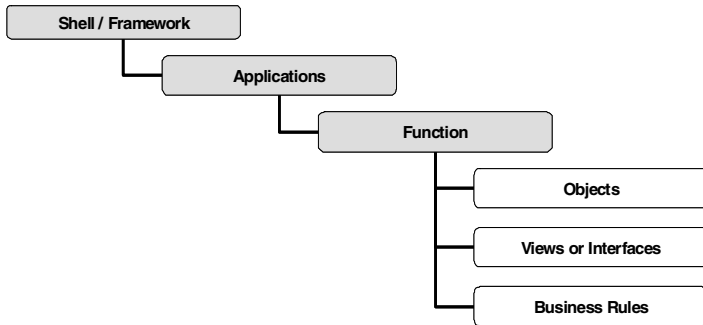 Shell / Framework
Applications
Function
Objects
Views or Interfaces
Business Rules